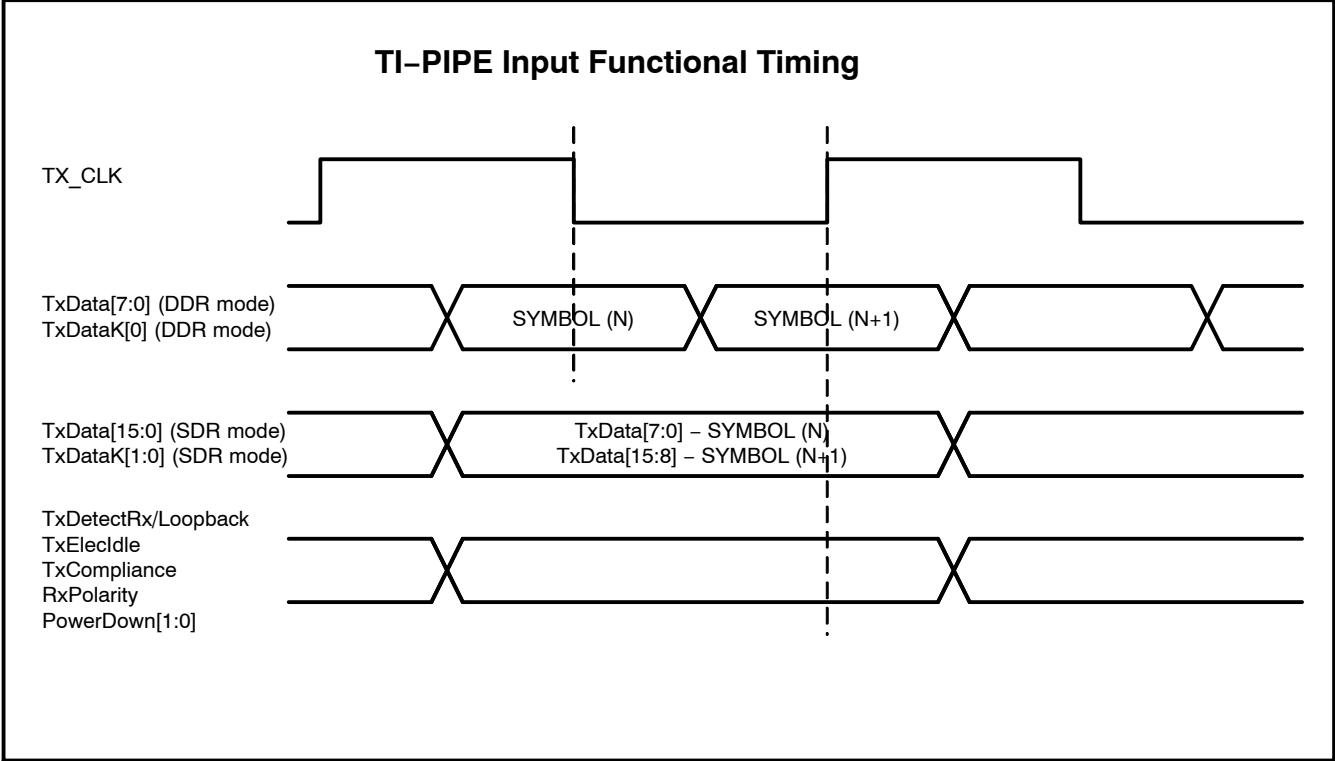 TI−PIPE Input Functional Timing
TX_CLK
TxData[7:0] (DDR mode)
TxDataK[0] (DDR mode)
SYMBOL (N)
SYMBOL (N+1)
TxData[15:0] (SDR mode)
TxDataK[1:0] (SDR mode)
TxData[7:0] − SYMBOL (N)
TxData[15:8] − SYMBOL (N+1)
TxDetectRx/Loopback
TxElecIdle
TxCompliance
RxPolarity
PowerDown[1:0]